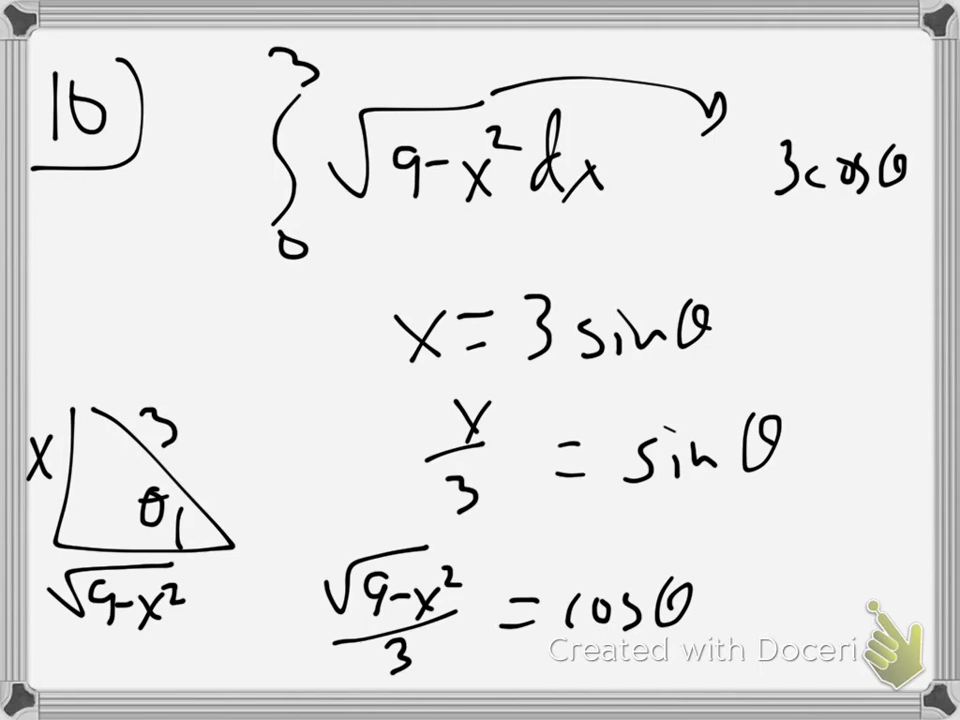 10)
∫₀³ √(9-x²) dx → 3cosθ
x = 3 sinθ
x/3 = sinθ
x 3 θ
√(9-x²)
√(9-x²)/3 = cosθ
Created with Doceri